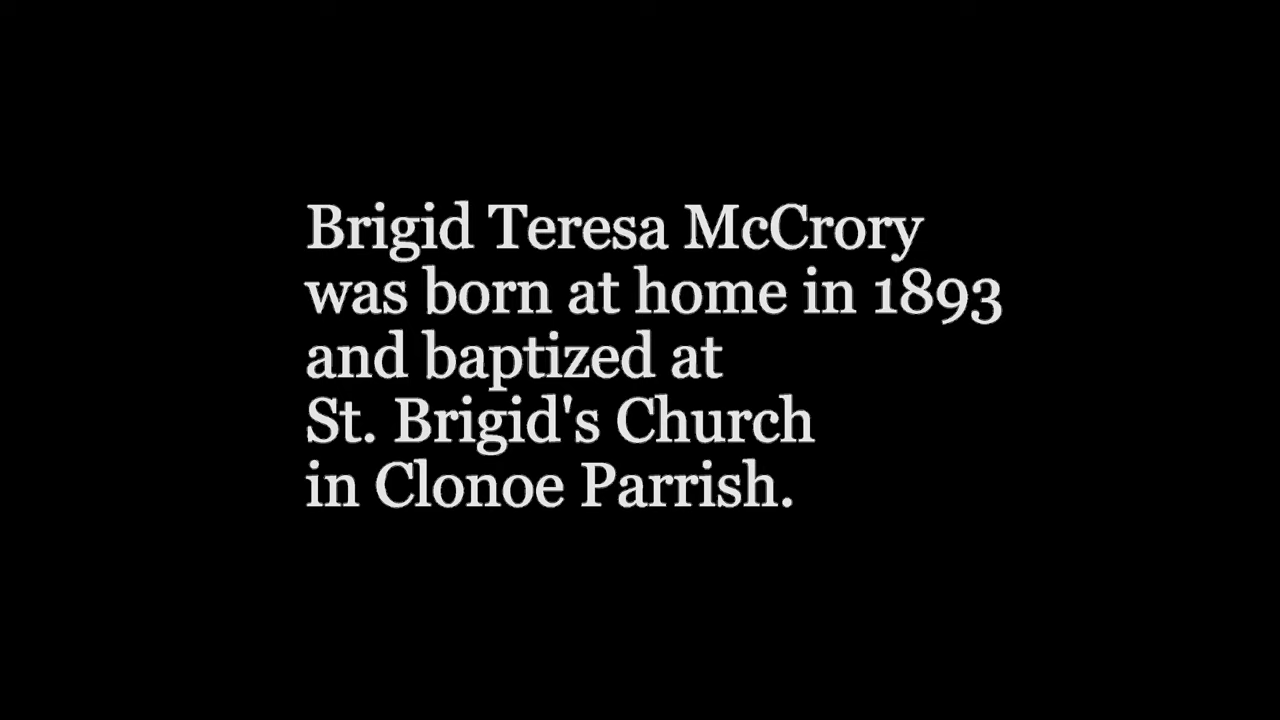 Brigid Teresa McCrory
was born at home in 1893
and baptized at
St. Brigid's Church
in Clonoe Parrish.